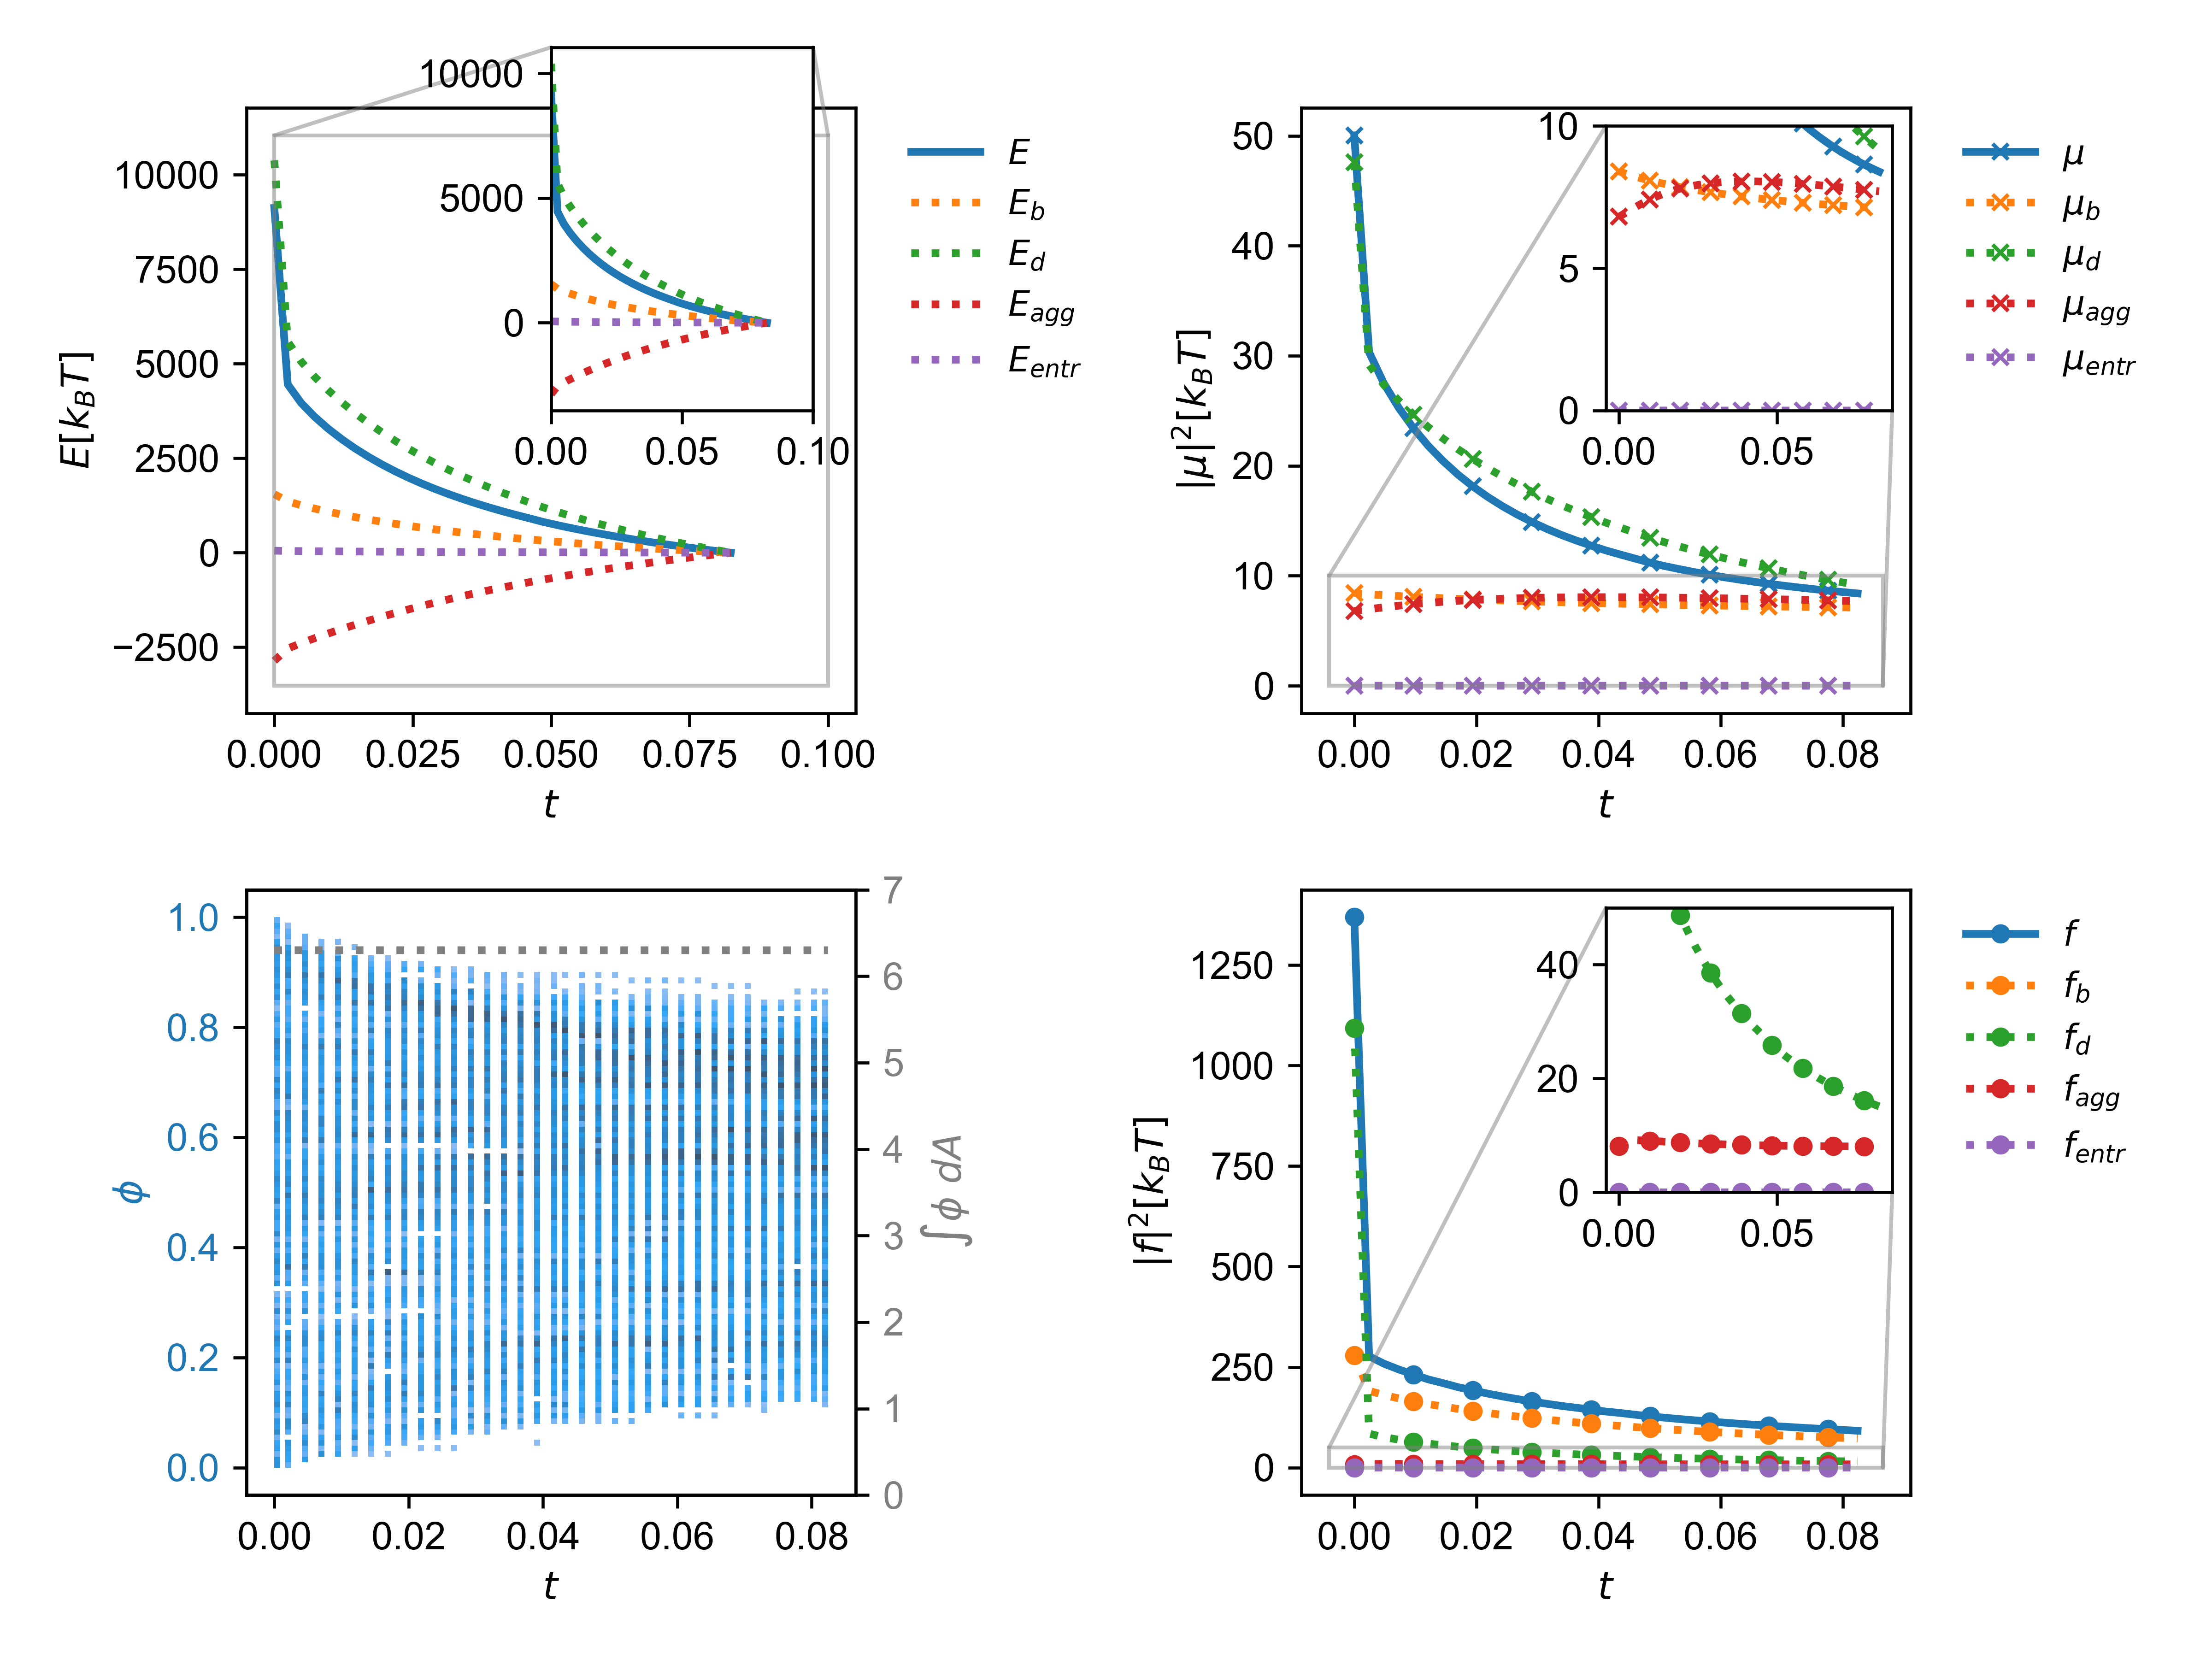 10000
5000
0
0.00 0.05 0.10
10000
7500
5000
2500
0
−2500
E[k_BT]
0.000 0.025 0.050 0.075 0.100
t
E
E_b
E_d
E_agg
E_entr
10
5
0
0.00 0.05
50
40
30
20
10
0
|μ|²[k_BT]
0.00 0.02 0.04 0.06 0.08
t
μ
μ_b
μ_d
μ_agg
μ_entr
1.0
0.8
0.6
0.4
0.2
0.0
ϕ
7
6
5
4
3
2
1
0
∫ϕ dA
0.00 0.02 0.04 0.06 0.08
t
40
20
0
0.00 0.05
1250
1000
750
500
250
0
|f|²[k_BT]
0.00 0.02 0.04 0.06 0.08
t
f
f_b
f_d
f_agg
f_entr